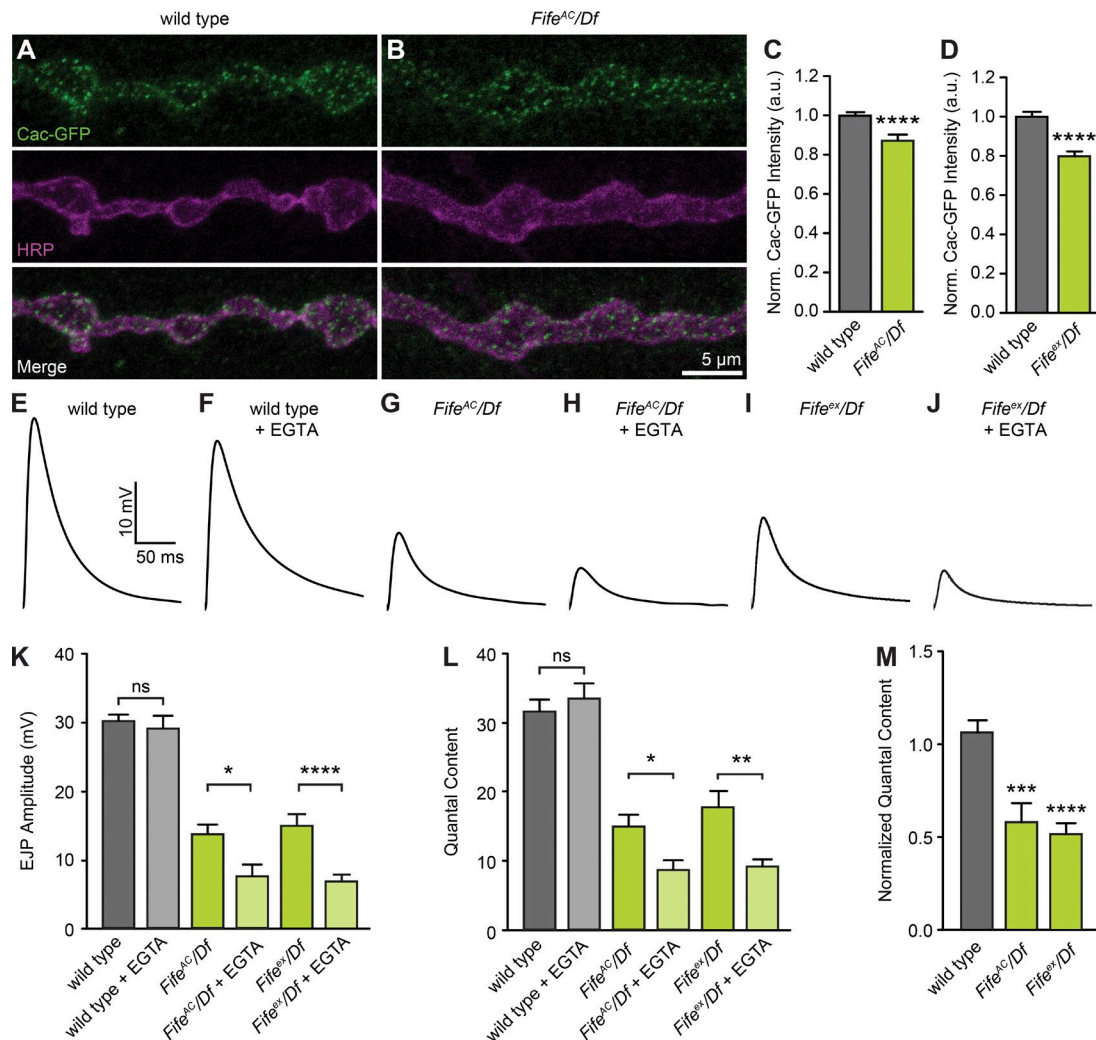 wild type
Fife^AC/Df
A
B
Cac-GFP
HRP
Merge
5 µm
C
Norm. Cac-GFP Intensity (a.u.)
1.2
1.0
0.8
0.6
0.4
0.2
0.0
****
wild type
Fife^AC/Df
D
Norm. Cac-GFP Intensity (a.u.)
1.2
1.0
0.8
0.6
0.4
0.2
0.0
****
wild type
Fife^ex/Df
E
wild type
10 mV
50 ms
F
wild type
+ EGTA
G
Fife^AC/Df
H
Fife^AC/Df
+ EGTA
I
Fife^ex/Df
J
Fife^ex/Df
+ EGTA
K
EJP Amplitude (mV)
40
30
20
10
0
ns
*
****
wild type
wild type + EGTA
Fife^AC/Df
Fife^AC/Df + EGTA
Fife^ex/Df
Fife^ex/Df + EGTA
L
Quantal Content
40
30
20
10
0
ns
*
**
wild type
wild type + EGTA
Fife^AC/Df
Fife^AC/Df + EGTA
Fife^ex/Df
Fife^ex/Df + EGTA
M
Normalized Quantal Content
1.5
1.0
0.5
0.0
***
****
wild type
Fife^AC/Df
Fife^ex/Df